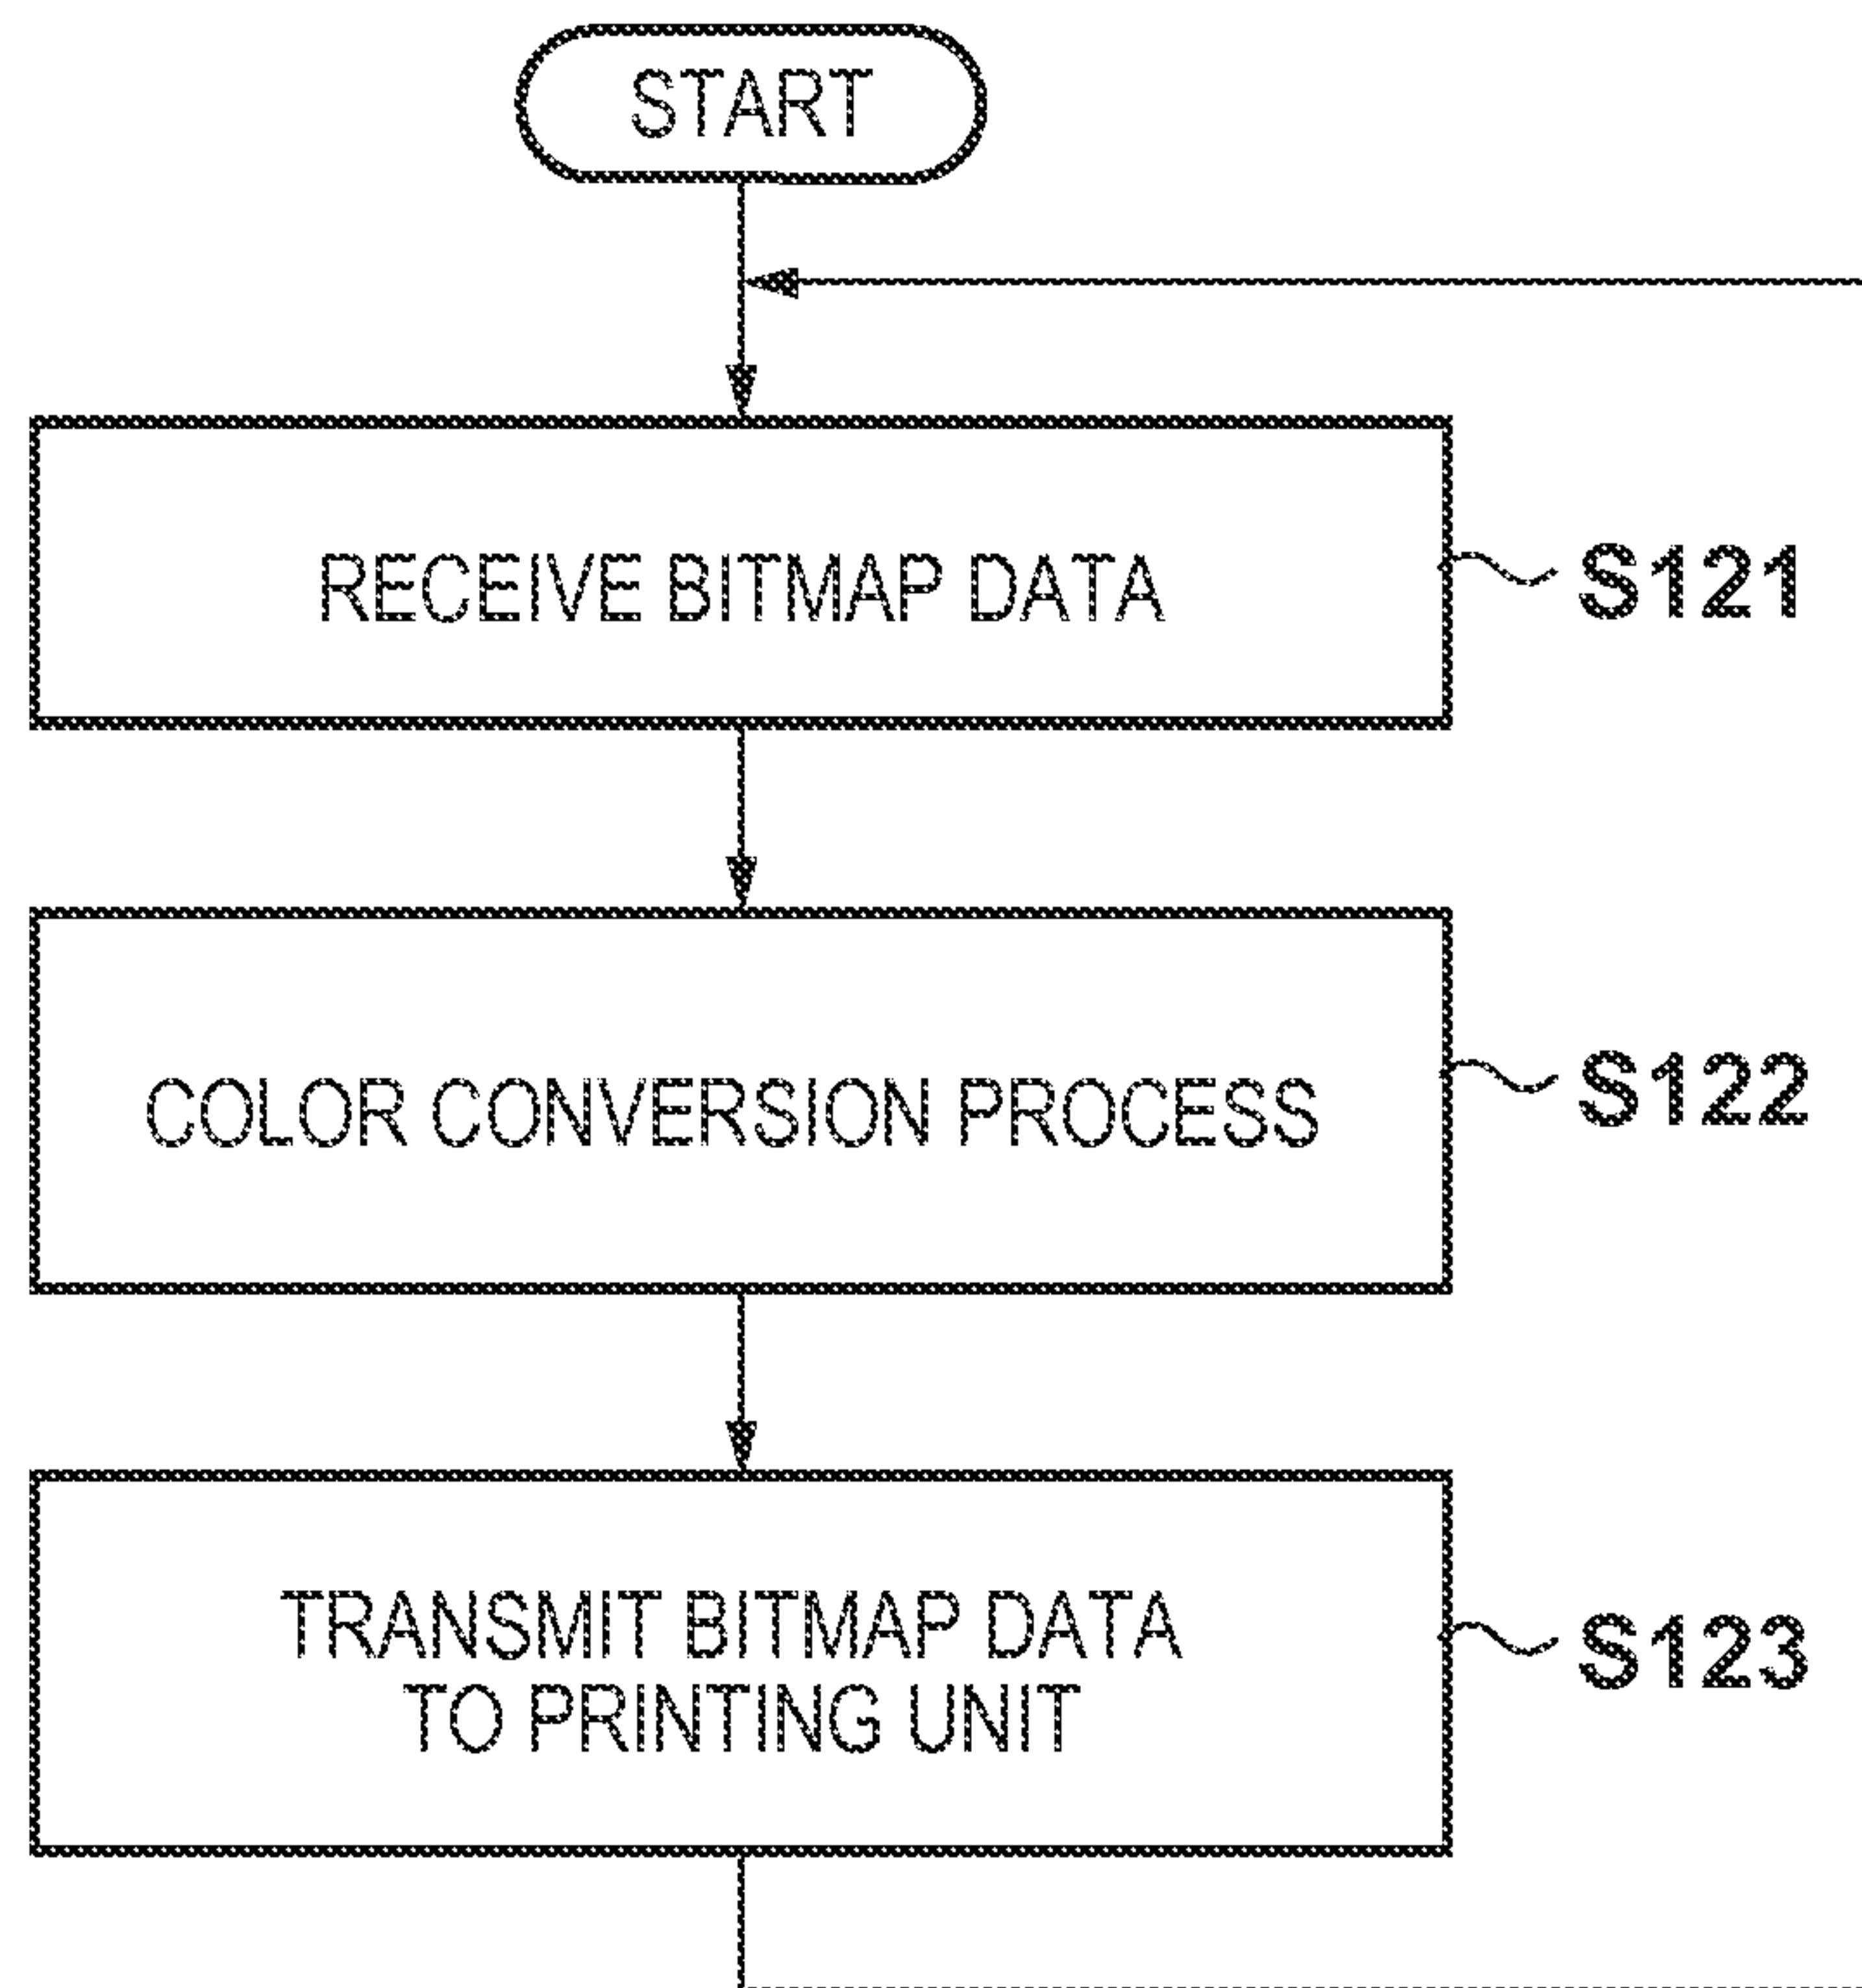 START
RECEIVE BITMAP DATA
S121
COLOR CONVERSION PROCESS
S122
TRANSMIT BITMAP DATA
TO PRINTING UNIT
S123